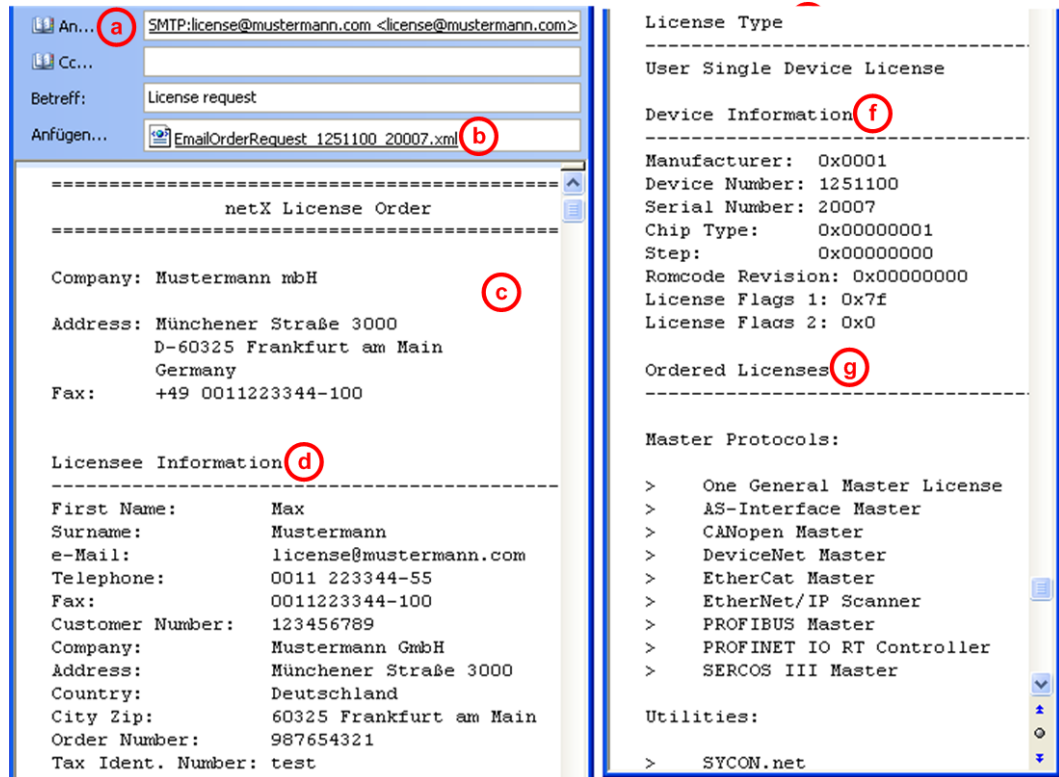 An... a SMTP:license@mustermann.com <license@mustermann.com>
Cc...
Betreff: License request
Anfügen... EmailOrderRequest_1251100_20007.xml b
===========================================
netX License Order
===========================================
Company: Mustermann mbH
c
Address: Münchener Straße 3000
D-60325 Frankfurt am Main
Germany
Fax: +49 0011223344-100
Licensee Information d
--------------------------------------------
First Name: Max
Surname: Mustermann
e-Mail: license@mustermann.com
Telephone: 0011 223344-55
Fax: 0011223344-100
Customer Number: 123456789
Company: Mustermann GmbH
Address: Münchener Straße 3000
Country: Deutschland
City Zip: 60325 Frankfurt am Main
Order Number: 987654321
Tax Ident. Number: test
License Type
---------------------------------
User Single Device License
Device Information f
---------------------------------
Manufacturer: 0x0001
Device Number: 1251100
Serial Number: 20007
Chip Type: 0x00000001
Step: 0x00000000
Romcode Revision: 0x00000000
License Flags 1: 0x7f
License Flags 2: 0x0
Ordered Licenses g
---------------------------------
Master Protocols:
> One General Master License
> AS-Interface Master
> CANopen Master
> DeviceNet Master
> EtherCat Master
> EtherNet/IP Scanner
> PROFIBUS Master
> PROFINET IO RT Controller
> SERCOS III Master
Utilities:
> SYCON.net